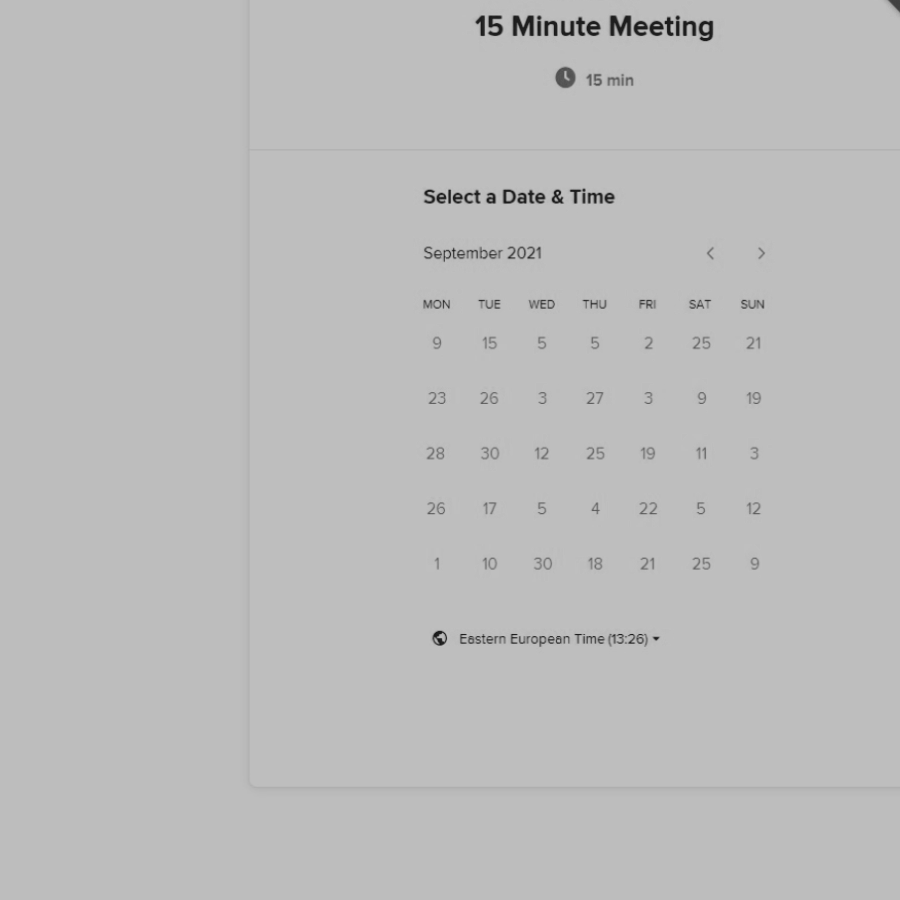 15 Minute Meeting
15 min
Select a Date & Time
September 2021
MON TUE WED THU FRI SAT SUN
9 15 5 5 2 25 21
23 26 3 27 3 9 19
28 30 12 25 19 11 3
26 17 5 4 22 5 12
1 10 30 18 21 25 9
Eastern European Time (13:26)